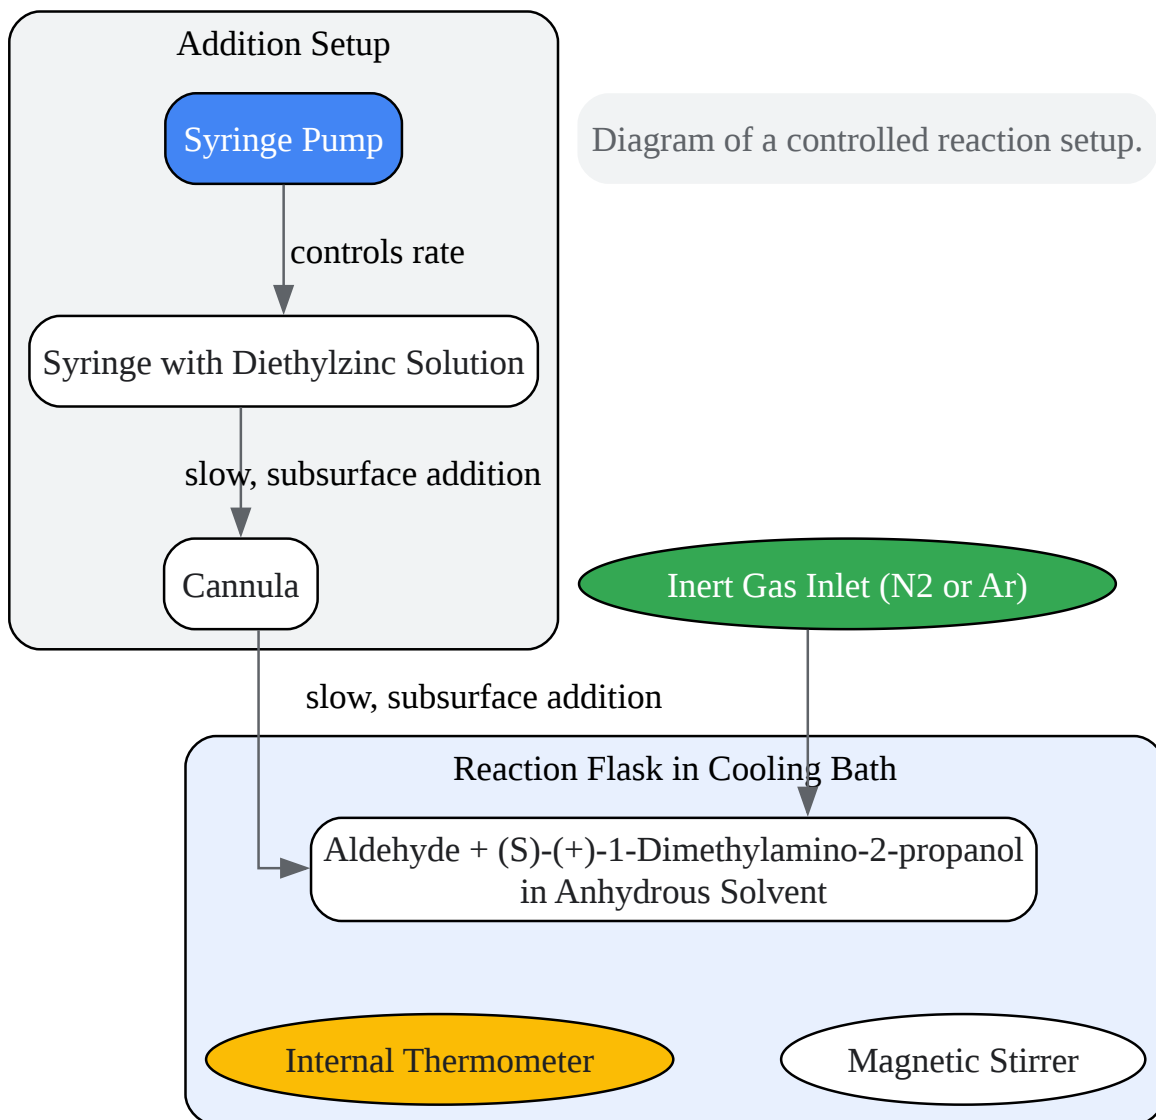 Addition Setup
Syringe Pump
Diagram of a controlled reaction setup.
controls rate
Syringe with Diethylzinc Solution
slow, subsurface addition
Cannula
Inert Gas Inlet (N2 or Ar)
slow, subsurface addition
Reaction Flask in Cooling Bath
Aldehyde + (S)-(+)-1-Dimethylamino-2-propanol
in Anhydrous Solvent
Internal Thermometer
Magnetic Stirrer